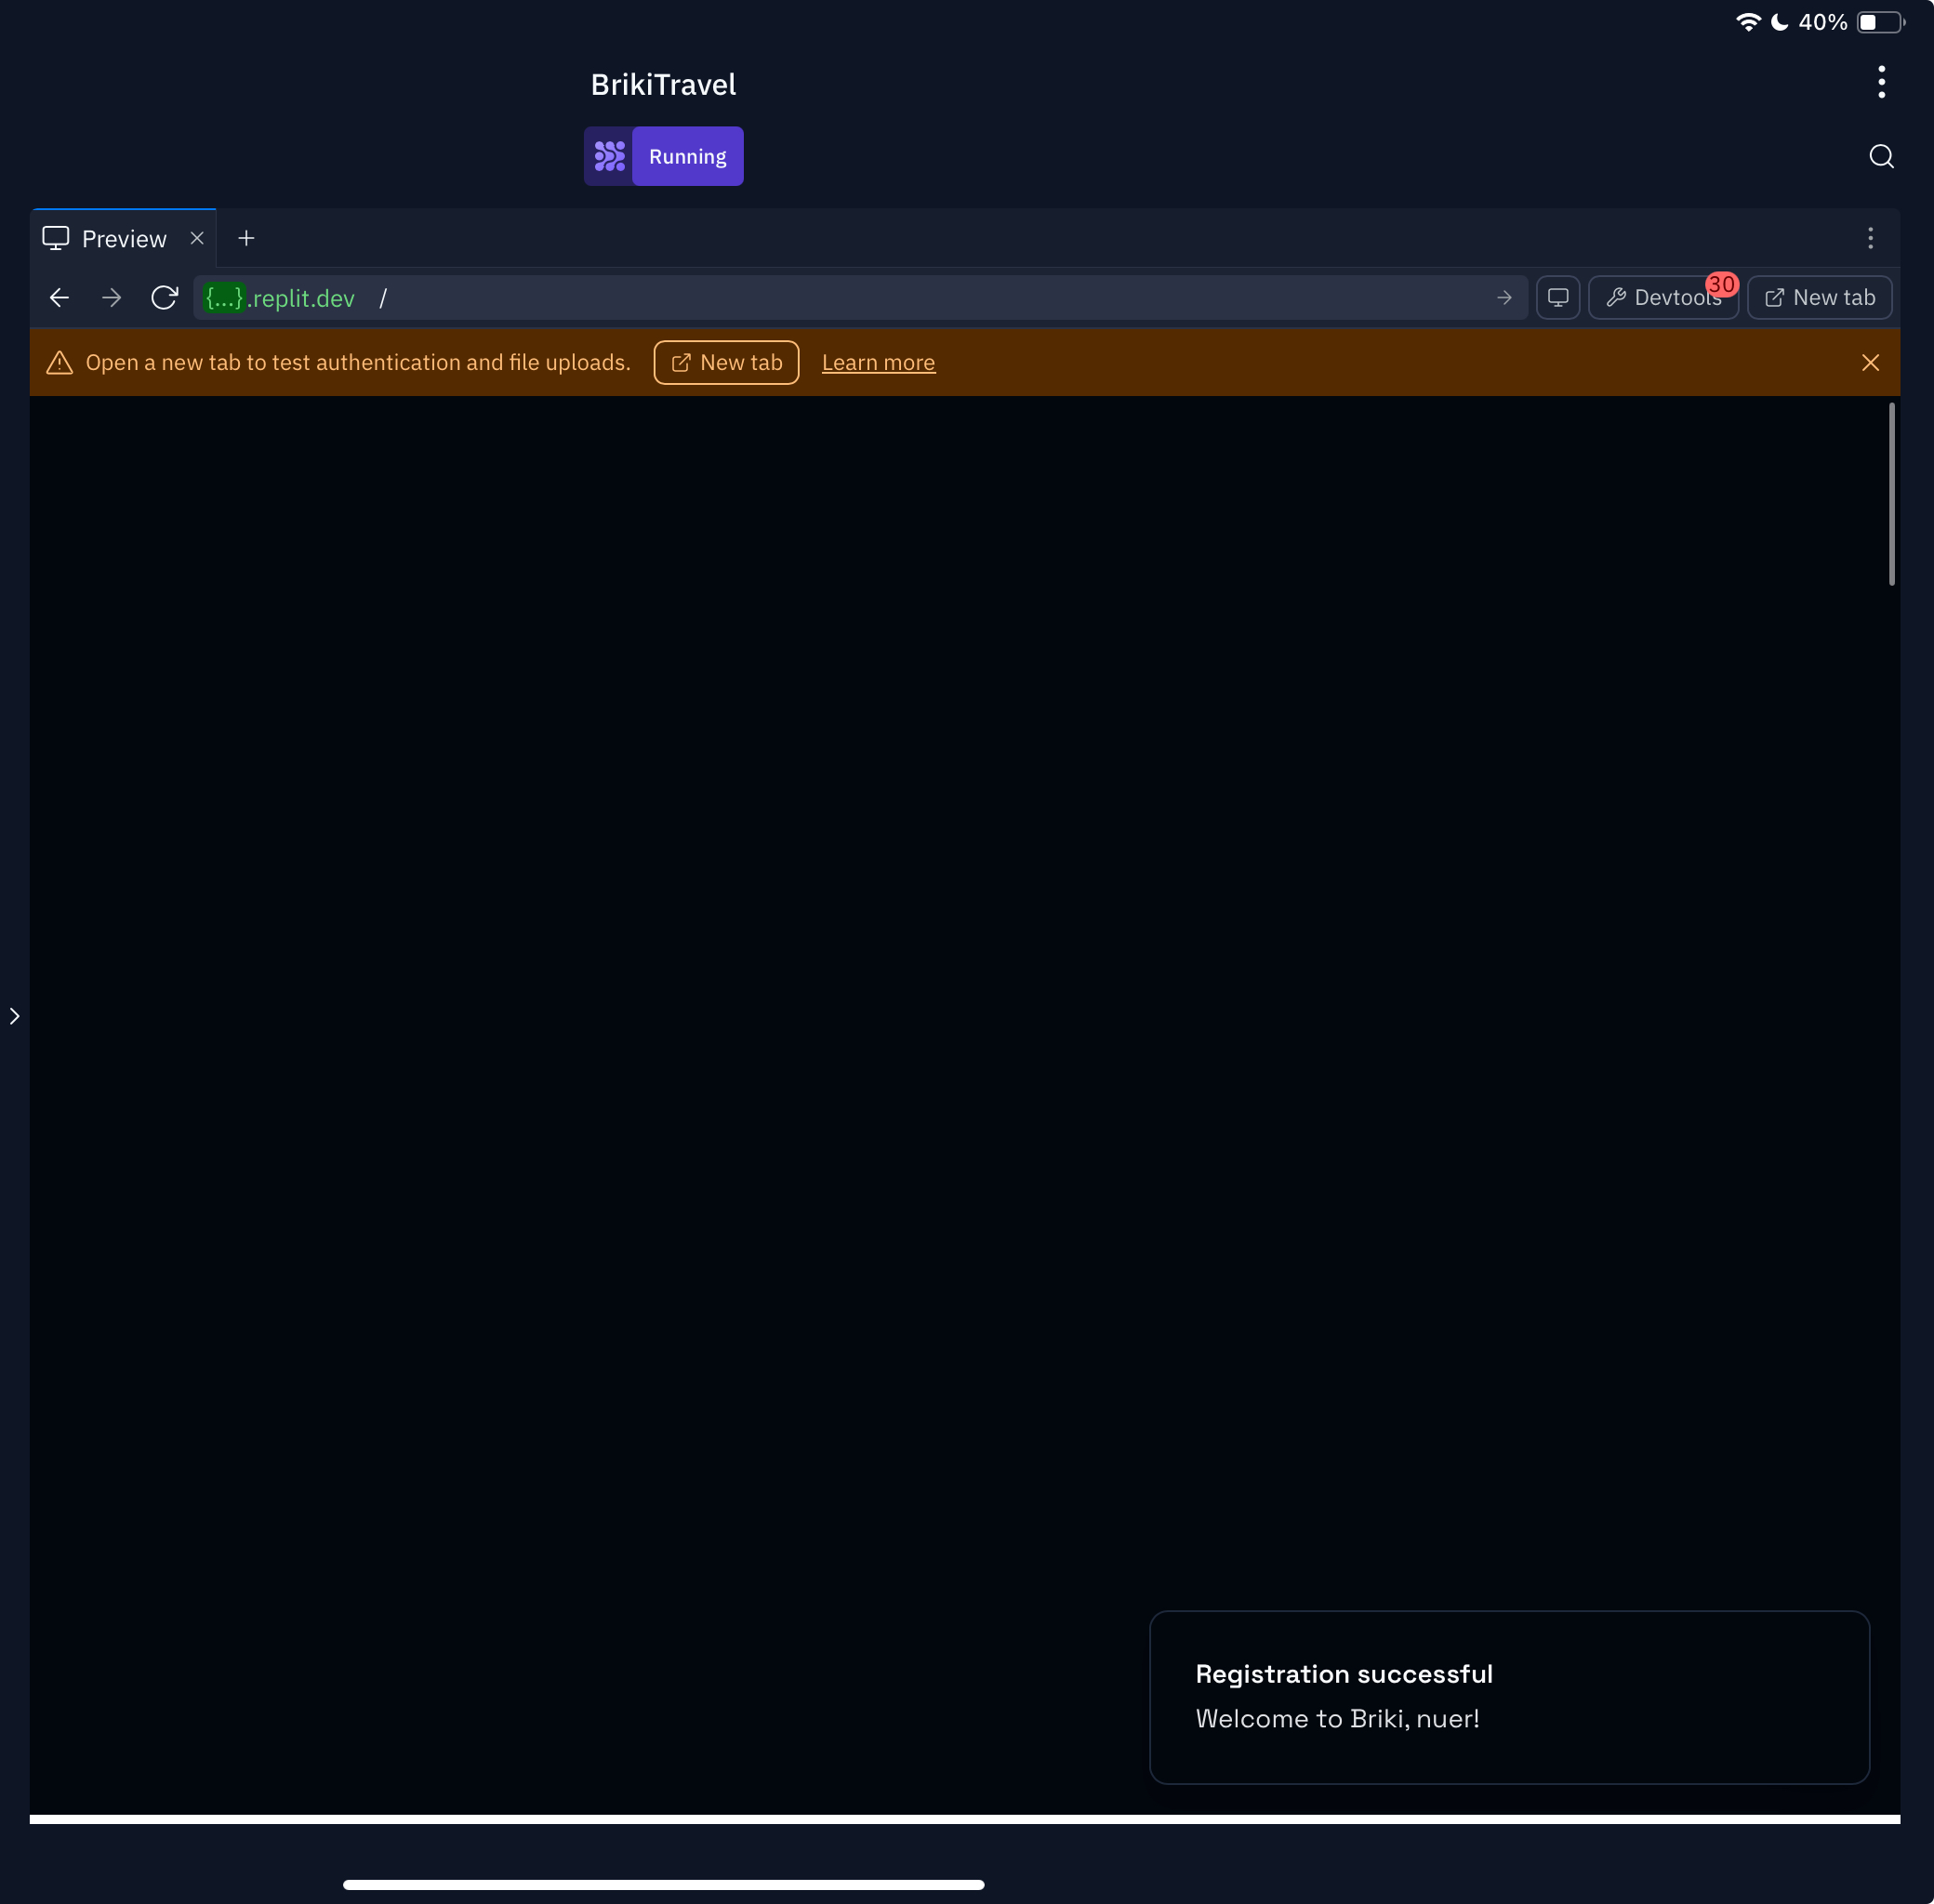 40%
BrikiTravel
Running
Preview
{...}.replit.dev /
Devtools
30
New tab
Open a new tab to test authentication and file uploads.
New tab
Learn more
Registration successful
Welcome to Briki, nuer!